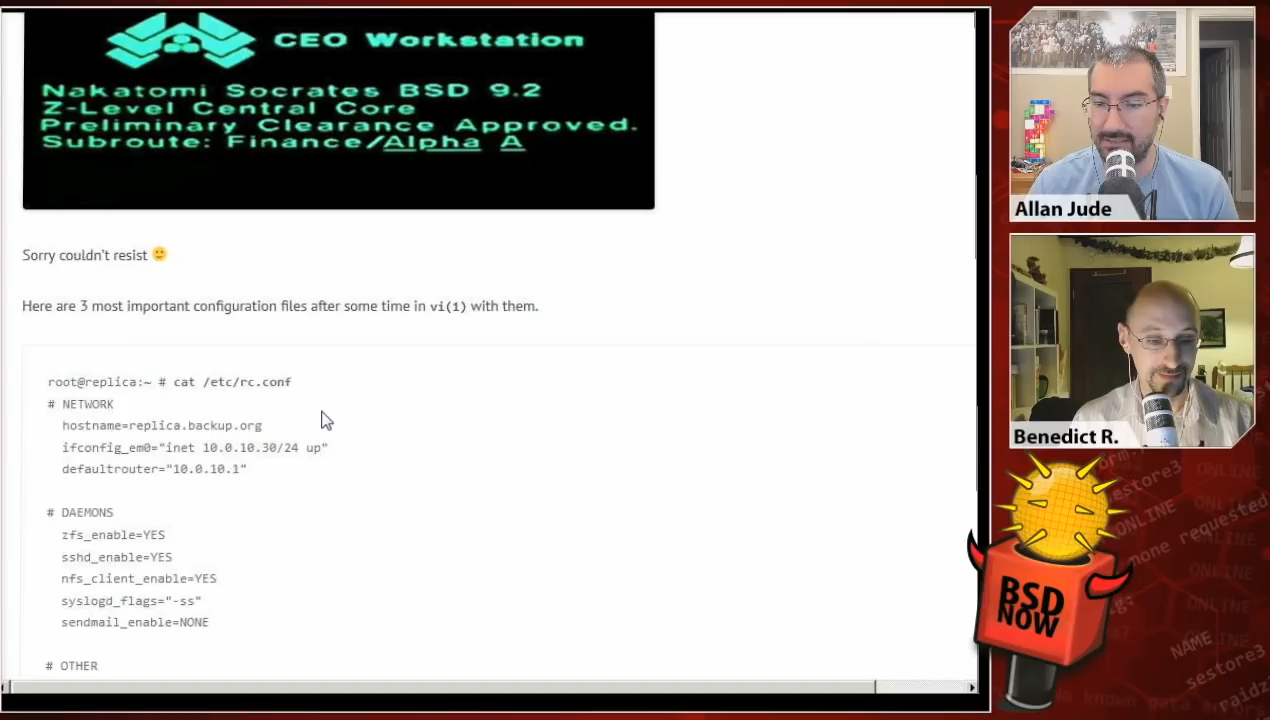 CEO Workstation
Nakatomi Socrates BSD 9.2
Z-Level Central Core
Preliminary Clearance Approved.
Subroute: Finance/Alpha A
Sorry couldn't resist 🙂
Here are 3 most important configuration files after some time in vi(1) with them.
root@replica:~ # cat /etc/rc.conf
# NETWORK
hostname=replica.backup.org
ifconfig_em0="inet 10.0.10.30/24 up"
defaultrouter="10.0.10.1"
# DAEMONS
zfs_enable=YES
sshd_enable=YES
nfs_client_enable=YES
syslogd_flags="-ss"
sendmail_enable=NONE
# OTHER
Allan Jude
Benedict R.
BSD
NOW
estore3
ONLINE
ONLINE
mone requested
ONLINE
ONLINE
NAME
sestore3
raidz